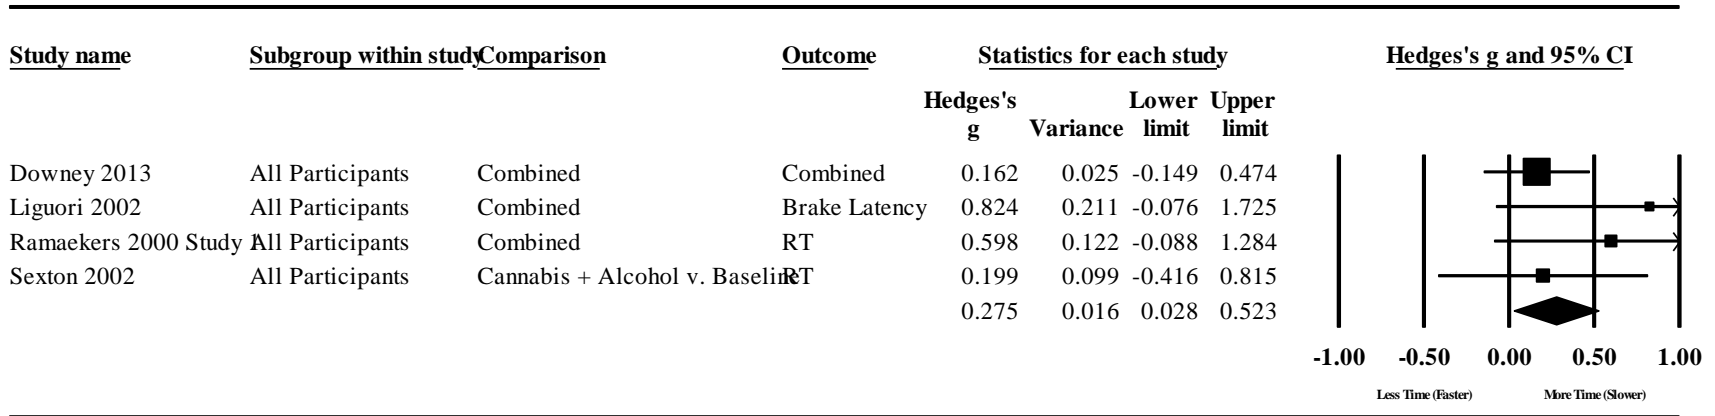 Study name Subgroup within study Comparison Outcome Statistics for each study Hedges's g and 95% CI
Hedges's Lower Upper
g Variance limit limit
Downey 2013 All Participants Combined Combined 0.162 0.025 -0.149 0.474
Liguori 2002 All Participants Combined Brake Latency 0.824 0.211 -0.076 1.725
Ramaekers 2000 Study 1 All Participants Combined RT 0.598 0.122 -0.088 1.284
Sexton 2002 All Participants Cannabis + Alcohol v. Baseline RT 0.199 0.099 -0.416 0.815
0.275 0.016 0.028 0.523
-1.00 -0.50 0.00 0.50 1.00
Less Time (Faster) More Time (Slower)